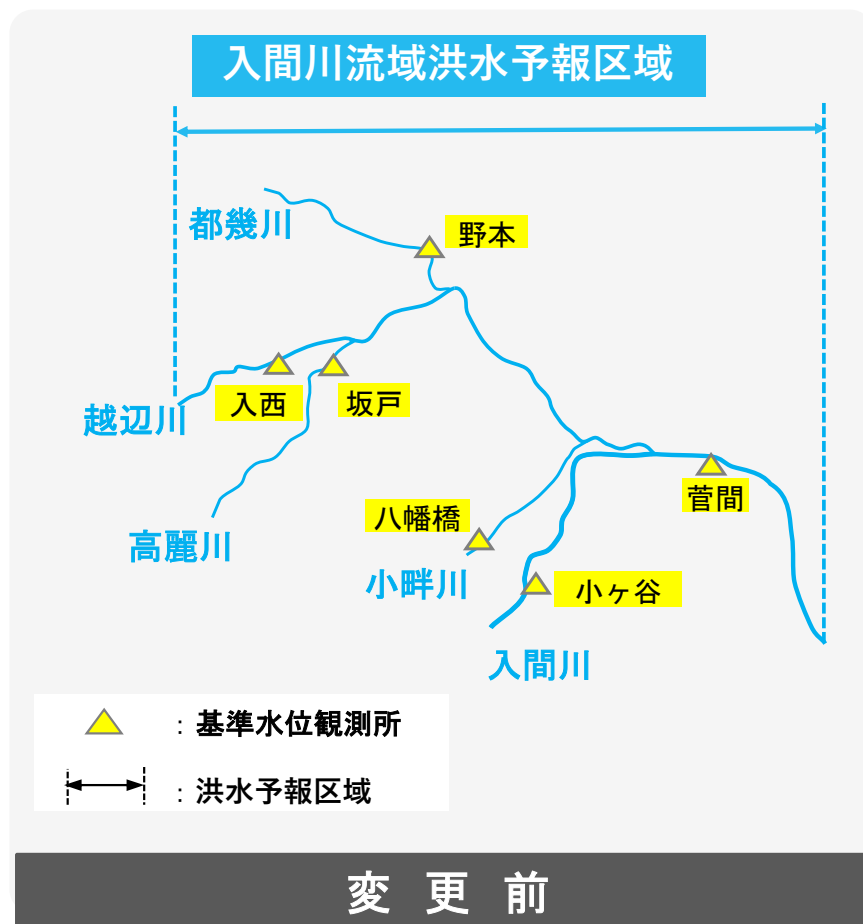 入間川流域洪水予報区域
都幾川
野本
入西
坂戸
越辺川
菅間
八幡橋
高麗川
小畔川
小ヶ谷
入間川
：基準水位観測所
：洪水予報区域
変更前